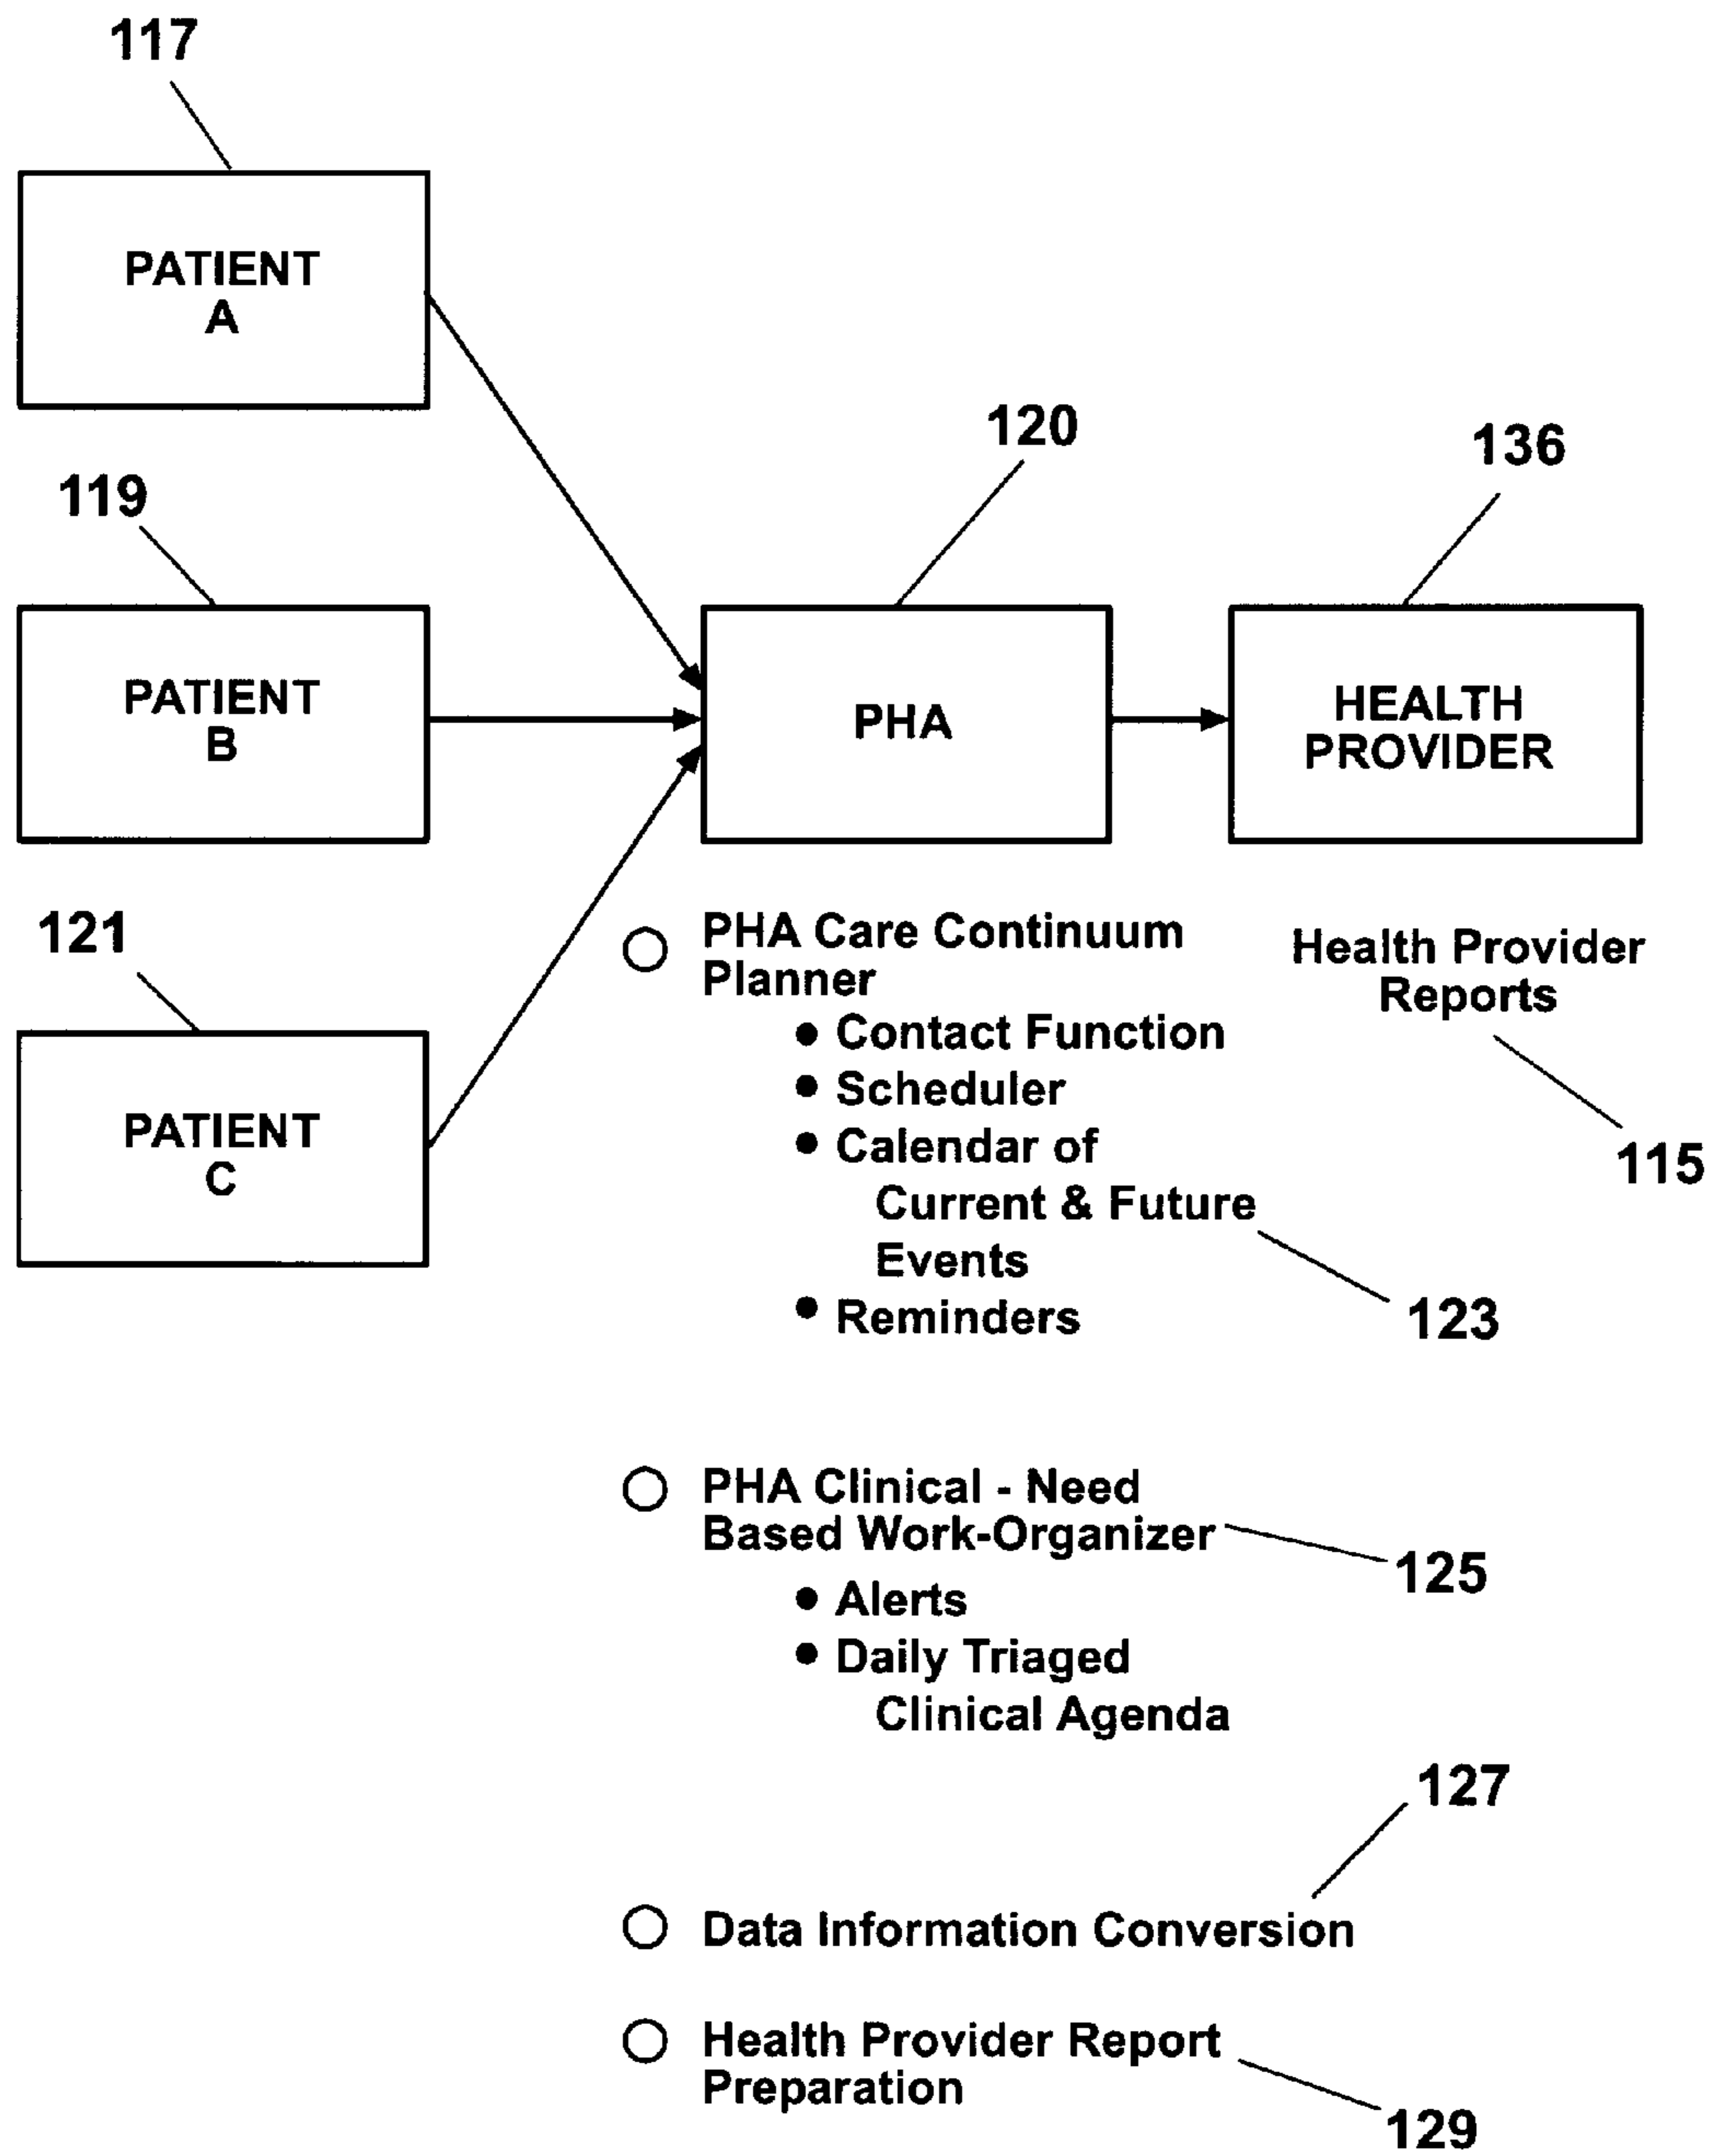 117
PATIENT
A
120
136
119
PATIENT
B
PHA
HEALTH
PROVIDER
121
PATIENT
C
PHA Care Continuum
Planner
• Contact Function
• Scheduler
• Calendar of
Current & Future
Events
• Reminders
123
Health Provider
Reports
115
PHA Clinical - Need
Based Work-Organizer
125
• Alerts
• Daily Triaged
Clinical Agenda
127
Data Information Conversion
Health Provider Report
Preparation
129